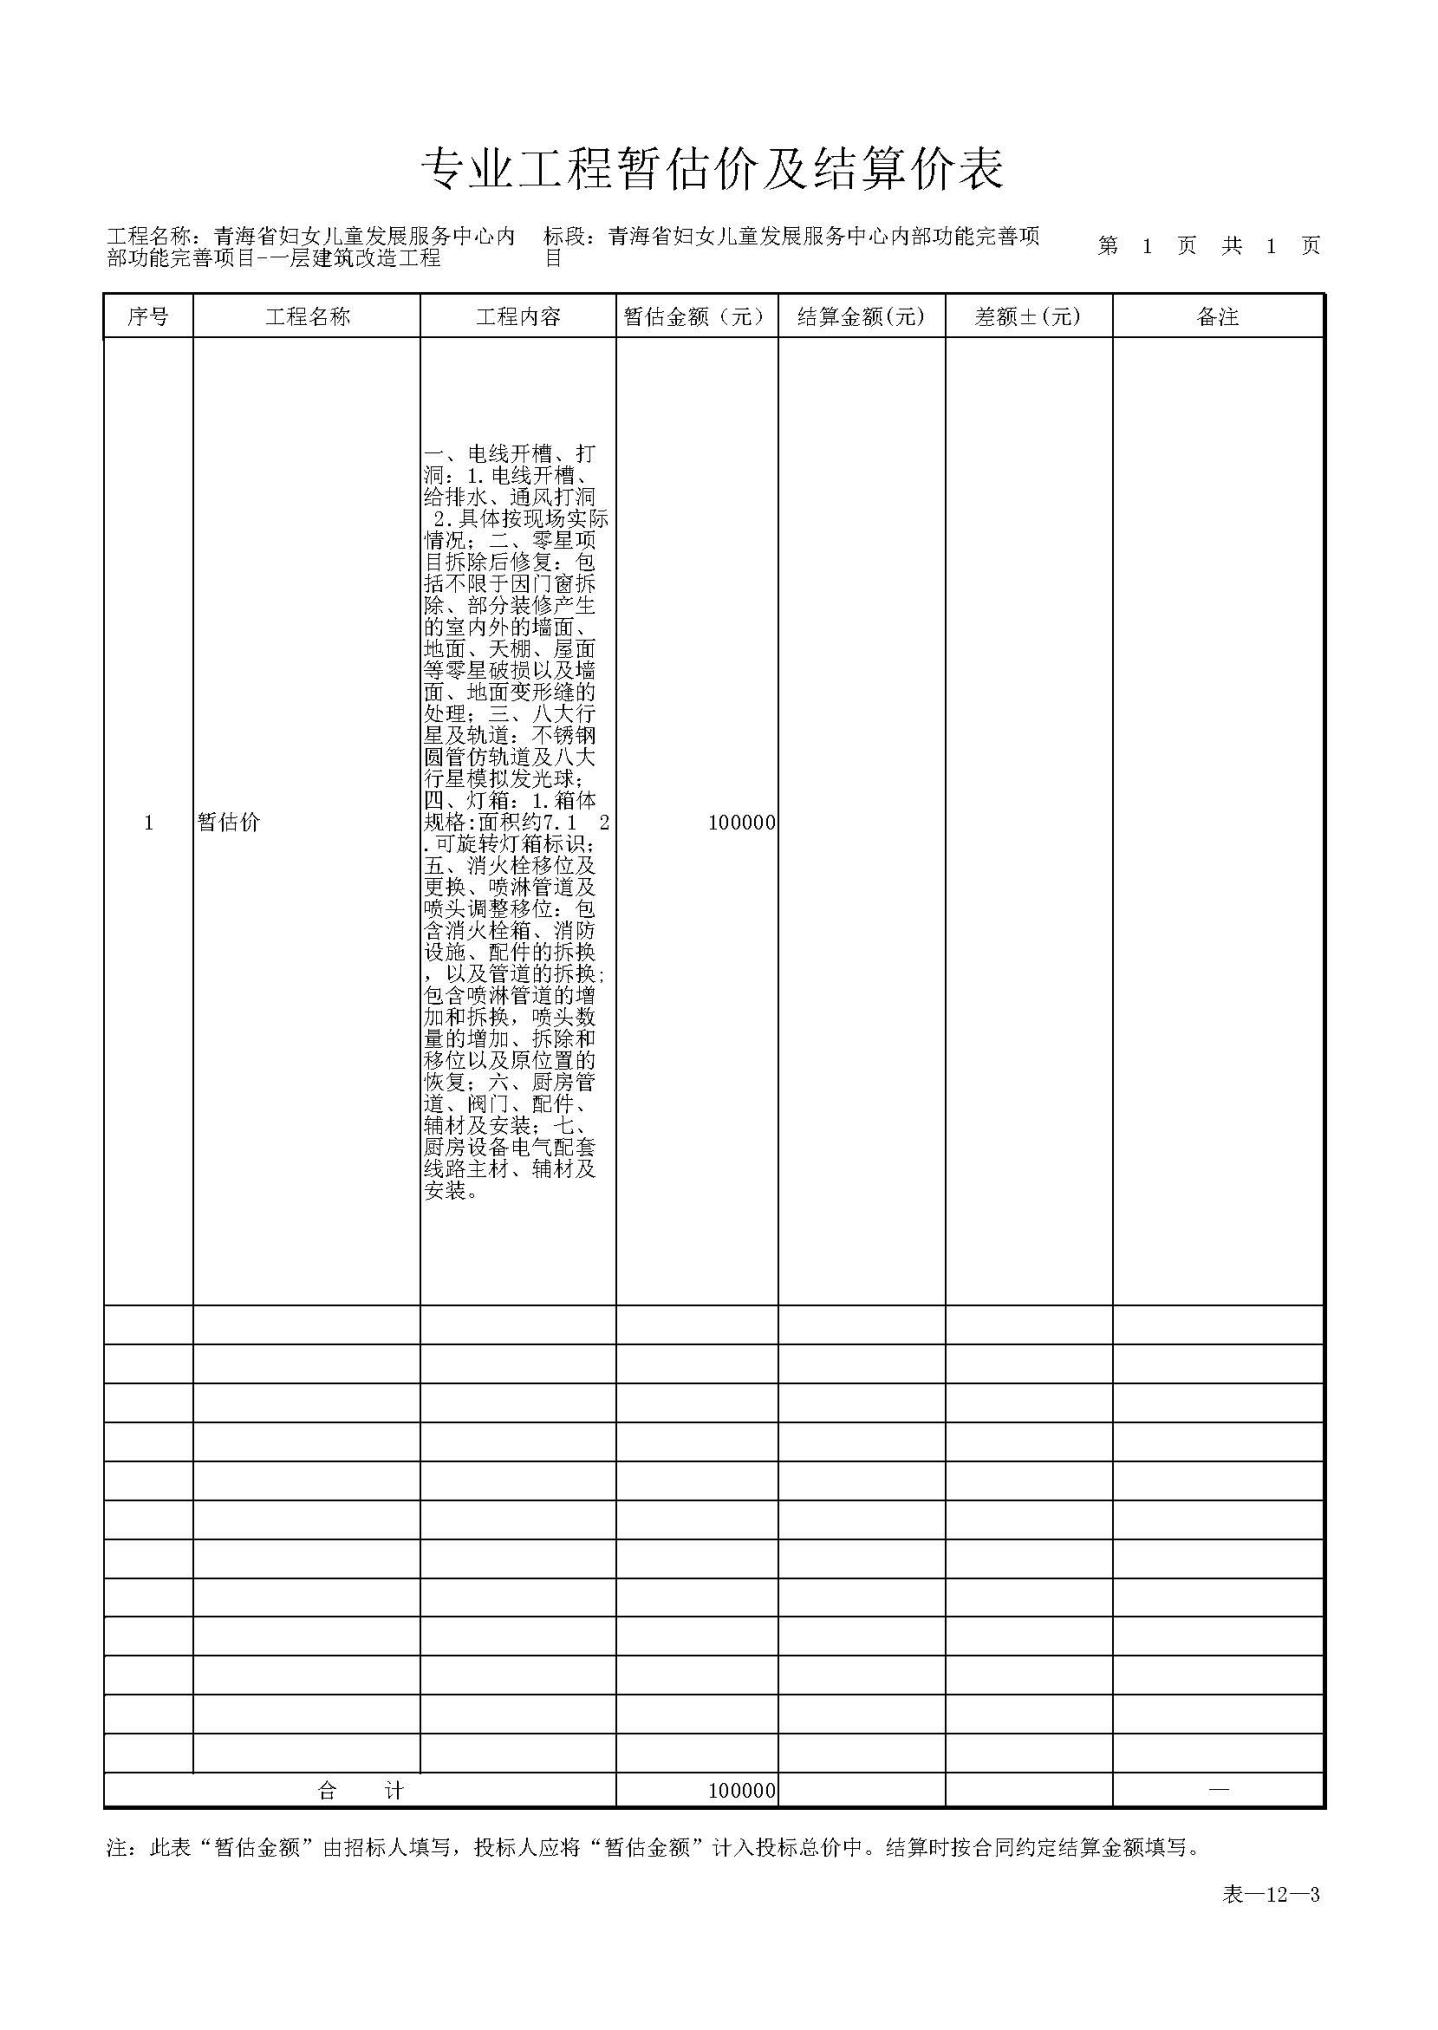 专业工程暂估价及结算价表
工程名称：青海省妇女儿童发展服务中心内
部功能完善项目-一层建筑改造工程
标段：青海省妇女儿童发展服务中心内部功能完善项
目
第 1 页 共 1 页
序号 工程名称 工程内容 暂估金额（元） 结算金额(元) 差额±(元) 备注
1 暂估价
一、电线开槽、打
洞：1.电线开槽、
给排水、通风打洞
2.具体按现场实际
情况；二、零星项
目拆除后修复：包
括不限于因门窗拆
除、部分装修产生
的室内外的墙面、
地面、天棚、屋面
等零星破损以及墙
面、地面变形缝的
处理；三、八大行
星及轨道：不锈钢
圆管仿轨道及八大
行星模拟发光球；
四、灯箱：1.箱体
规格:面积约7.1 2
.可旋转灯箱标识；
五、消火栓移位及
更换、喷淋管道及
喷头调整移位：包
含消火栓箱、消防
设施、配件的拆换
，以及管道的拆换;
包含喷淋管道的增
加和拆换，喷头数
量的增加、拆除和
移位以及原位置的
恢复；六、厨房管
道、阀门、配件、
辅材及安装；七、
厨房设备电气配套
线路主材、辅材及
安装。
100000
合 计 100000 —
注：此表“暂估金额”由招标人填写，投标人应将“暂估金额”计入投标总价中。结算时按合同约定结算金额填写。
表—12—3